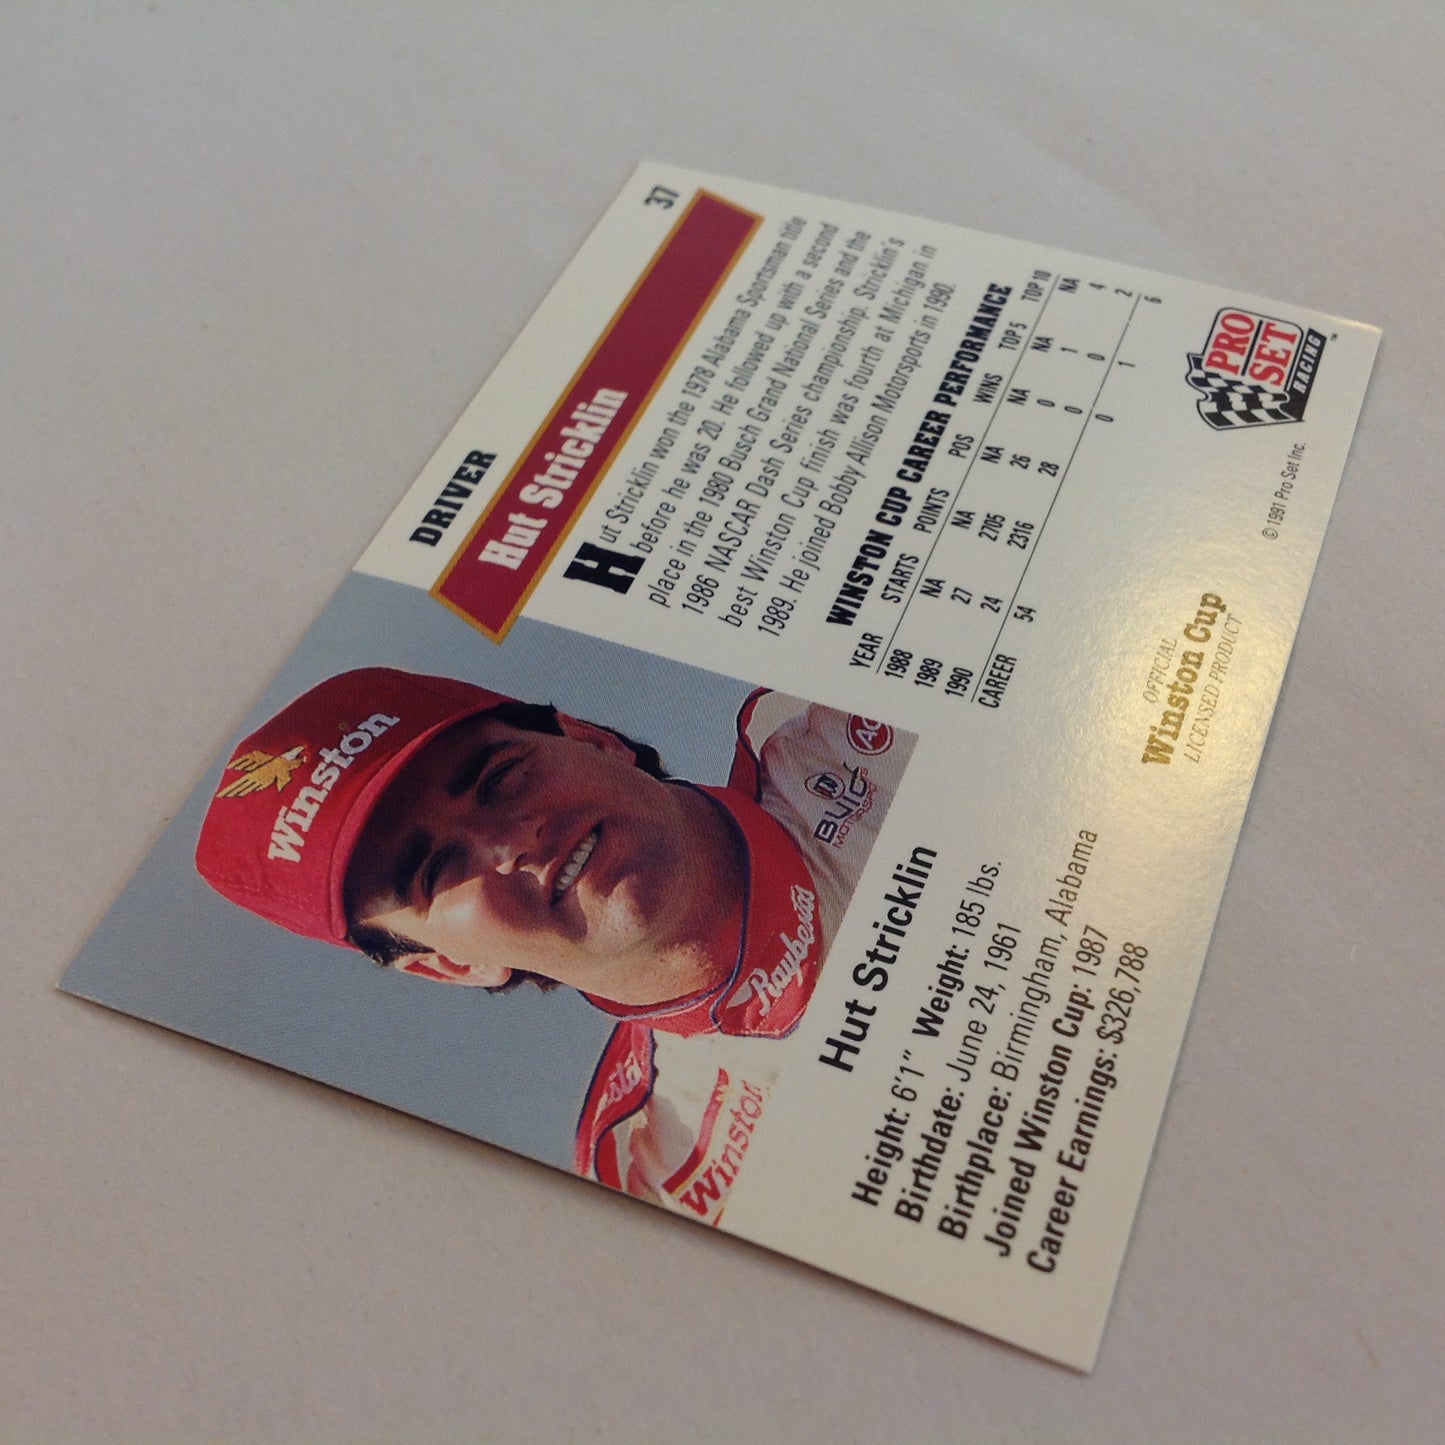 37
DRIVER
Hut Stricklin
Hut Stricklin won the 1978 Alabama Sportsman title
before he was 20. He followed up with a second
place in the 1980 Busch Grand National Series and the
1986 NASCAR Dash Series championship. Stricklin's
best Winston Cup finish was fourth at Michigan in
1989. He joined Bobby Allison Motorsports in 1990.
WINSTON CUP CAREER PERFORMANCE
YEAR STARTS POINTS POS WINS TOP 5 TOP 10
1988 NA NA NA NA NA NA
1989 27 2705 26 0 1 4
1990 24 2316 28 0 0 2
CAREER 54 0 1 6
Winston
Raybestos
BUICK
MOTORSPORTS
AC
Winston
Hut Stricklin
Height: 6'1" Weight: 185 lbs.
Birthdate: June 24, 1961
Birthplace: Birmingham, Alabama
Joined Winston Cup: 1987
Career Earnings: $326,788
OFFICIAL
Winston Cup
LICENSED PRODUCT
© 1991 Pro Set Inc.
PRO
SET
RACING
™